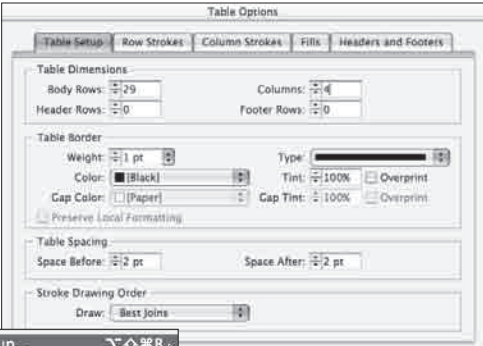 Table Options
Table Setup Row Strokes Column Strokes Fills Headers and Footers
Table Dimensions
Body Rows: 29 Columns: 4
Header Rows: 0 Footer Rows: 0
Table Border
Weight: 1 pt Type:
Color: [Black] Tint: 100% Overprint
Gap Color: [Paper] Gap Tint: 100% Overprint
Preserve Local Formatting
Table Spacing
Space Before: 2 pt Space After: 2 pt
Stroke Drawing Order
Draw: Best Joins
⌥⇧⌘B